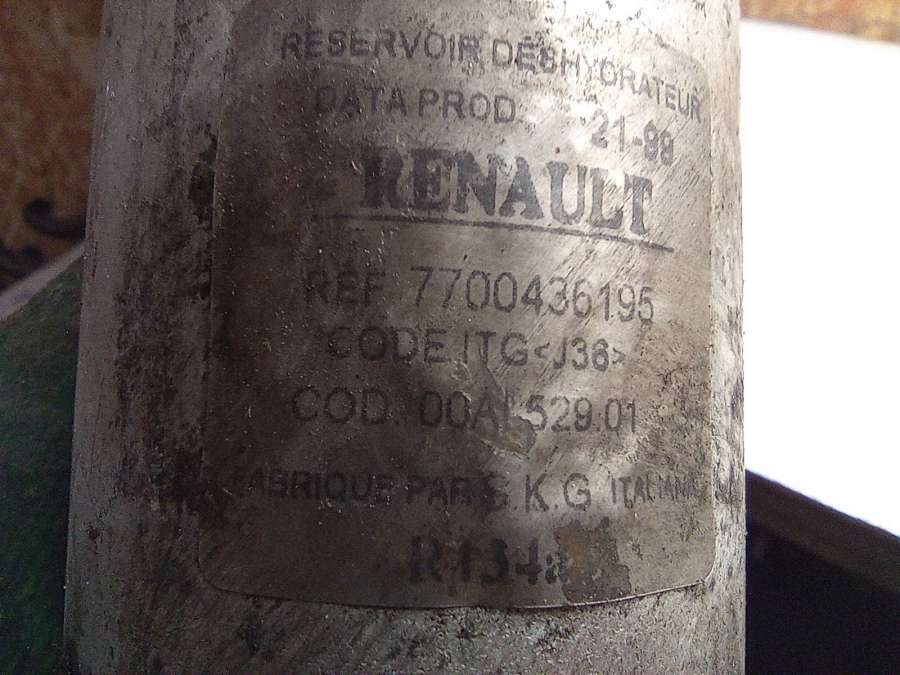 RESERVOIR DESHYDRATEUR
DATA PROD. 21-98
RENAULT
REF 7700436195
CODE ITG <J36>
COD. 00AI.529.01
FABRIQUE PAR S.K.G. ITALIANA
R134a